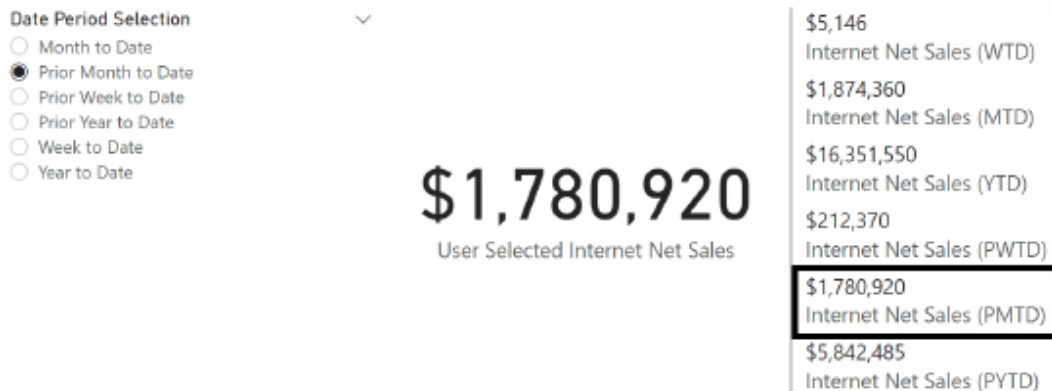 Date Period Selection
Month to Date
Prior Month to Date
Prior Week to Date
Prior Year to Date
Week to Date
Year to Date
$1,780,920
User Selected Internet Net Sales
$5,146
Internet Net Sales (WTD)
$1,874,360
Internet Net Sales (MTD)
$16,351,550
Internet Net Sales (YTD)
$212,370
Internet Net Sales (PWTD)
$1,780,920
Internet Net Sales (PMTD)
$5,842,485
Internet Net Sales (PYTD)